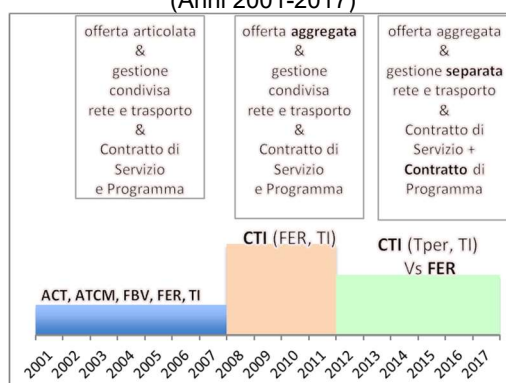 (Anni 2001-2017)
offerta articolata
&
gestione
condivisa
rete e trasporto
&
Contratto di
Servizio
e Programma
offerta aggregata
&
gestione
condivisa
rete e trasporto
&
Contratto di
Servizio
e Programma
offerta aggregata
&
gestione separata
rete e trasporto
&
Contratto di
Servizio +
Contratto di
Programma
ACT, ATCM, FBV, FER, TI
CTI (FER, TI)
CTI (Tper, TI)
Vs FER
2001 2002 2003 2004 2005 2006 2007 2008 2009 2010 2011 2012 2013 2014 2015 2016 2017